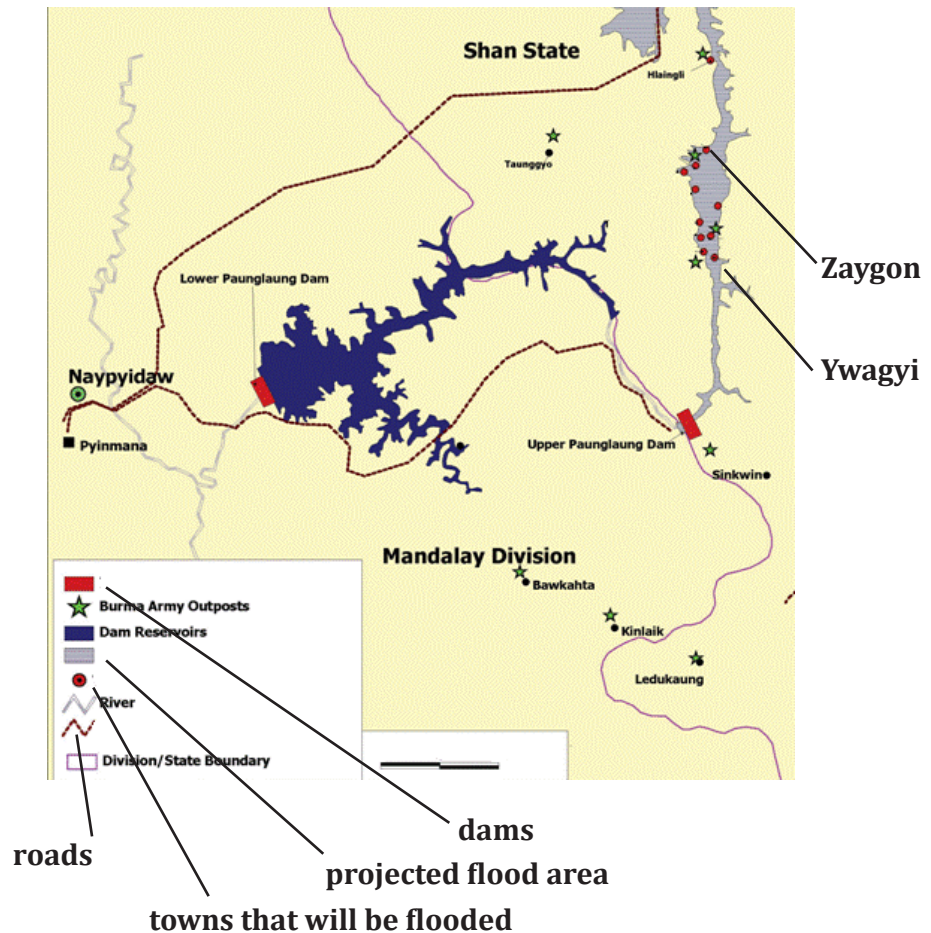 Shan State
Hlaingli
Taunggyo
Zaygon
Lower Paunglaung Dam
Ywagyi
Naypyidaw
Pyinmana
Upper Paunglaung Dam
Sinkwin
Mandalay Division
Bawkahta
Burma Army Outposts
Kinlaik
Dam Reservoirs
Ledukaung
River
Division/State Boundary
dams
roads
projected flood area
towns that will be flooded